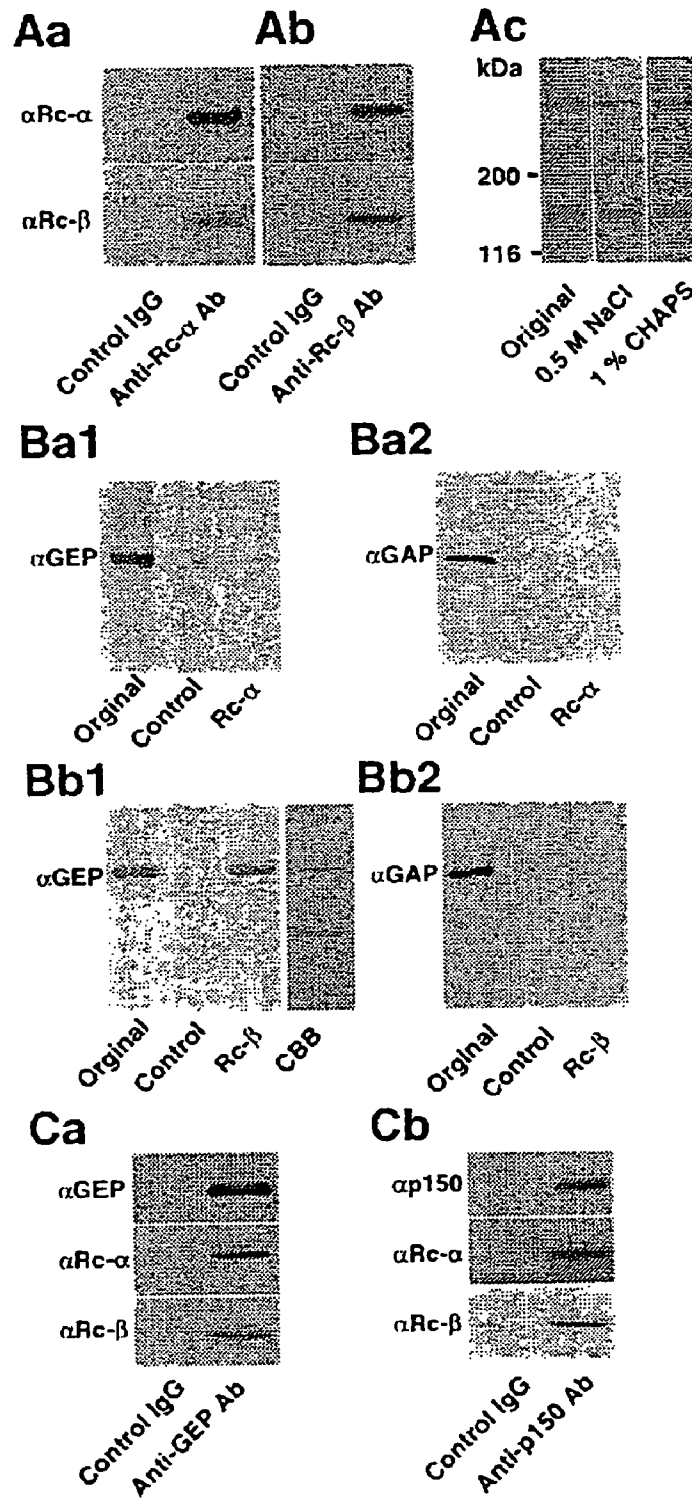 Aa Ab Ac
kDa
αRc-α
200
αRc-β
116
Control IgG
Anti-Rc-α Ab
Control IgG
Anti-Rc-β Ab
Original
0.5 M NaCl
1 % CHAPS
Ba1 Ba2
αGEP
αGAP
Orginal
Control
Rc-α
Orginal
Control
Rc-α
Bb1 Bb2
αGEP
αGAP
Orginal
Control
Rc-β
CBB
Orginal
Control
Rc-β
Ca Cb
αGEP
αp150
αRc-α
αRc-α
αRc-β
αRc-β
Control IgG
Anti-GEP Ab
Control IgG
Anti-p150 Ab